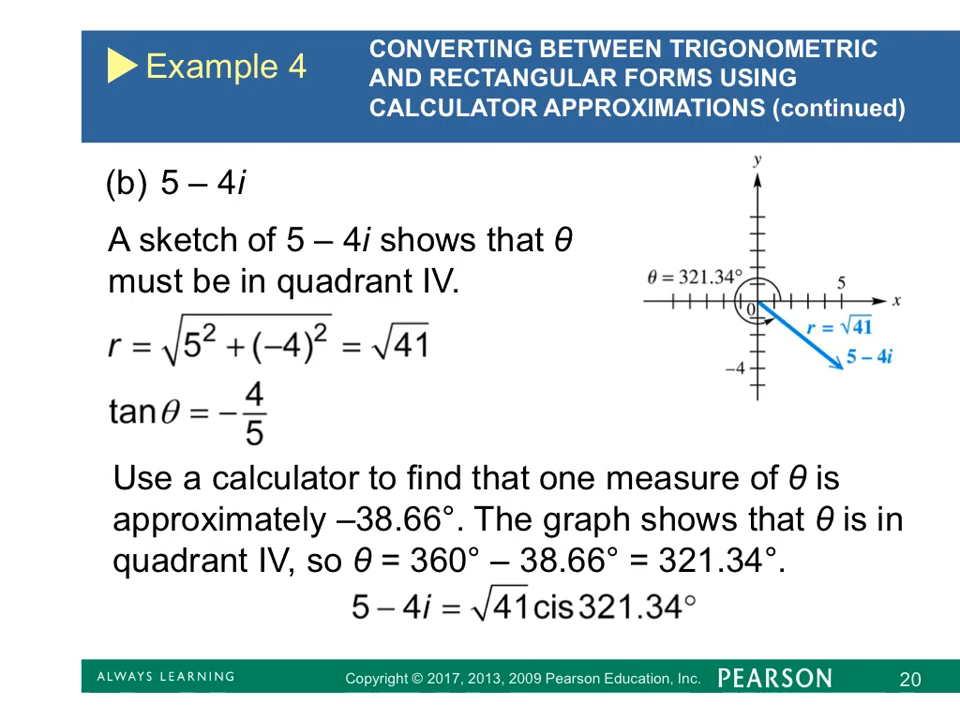 Example 4
CONVERTING BETWEEN TRIGONOMETRIC
AND RECTANGULAR FORMS USING
CALCULATOR APPROXIMATIONS (continued)
(b) 5 – 4i
A sketch of 5 – 4i shows that θ
must be in quadrant IV.
r = √(5² + (–4)²) = √41
tan θ = – 4/5
y
θ = 321.34°
5
x
0
r = √41
5 – 4i
–4
Use a calculator to find that one measure of θ is
approximately –38.66°. The graph shows that θ is in
quadrant IV, so θ = 360° – 38.66° = 321.34°.
5 – 4i = √41 cis 321.34°
ALWAYS LEARNING
Copyright © 2017, 2013, 2009 Pearson Education, Inc.
PEARSON
20